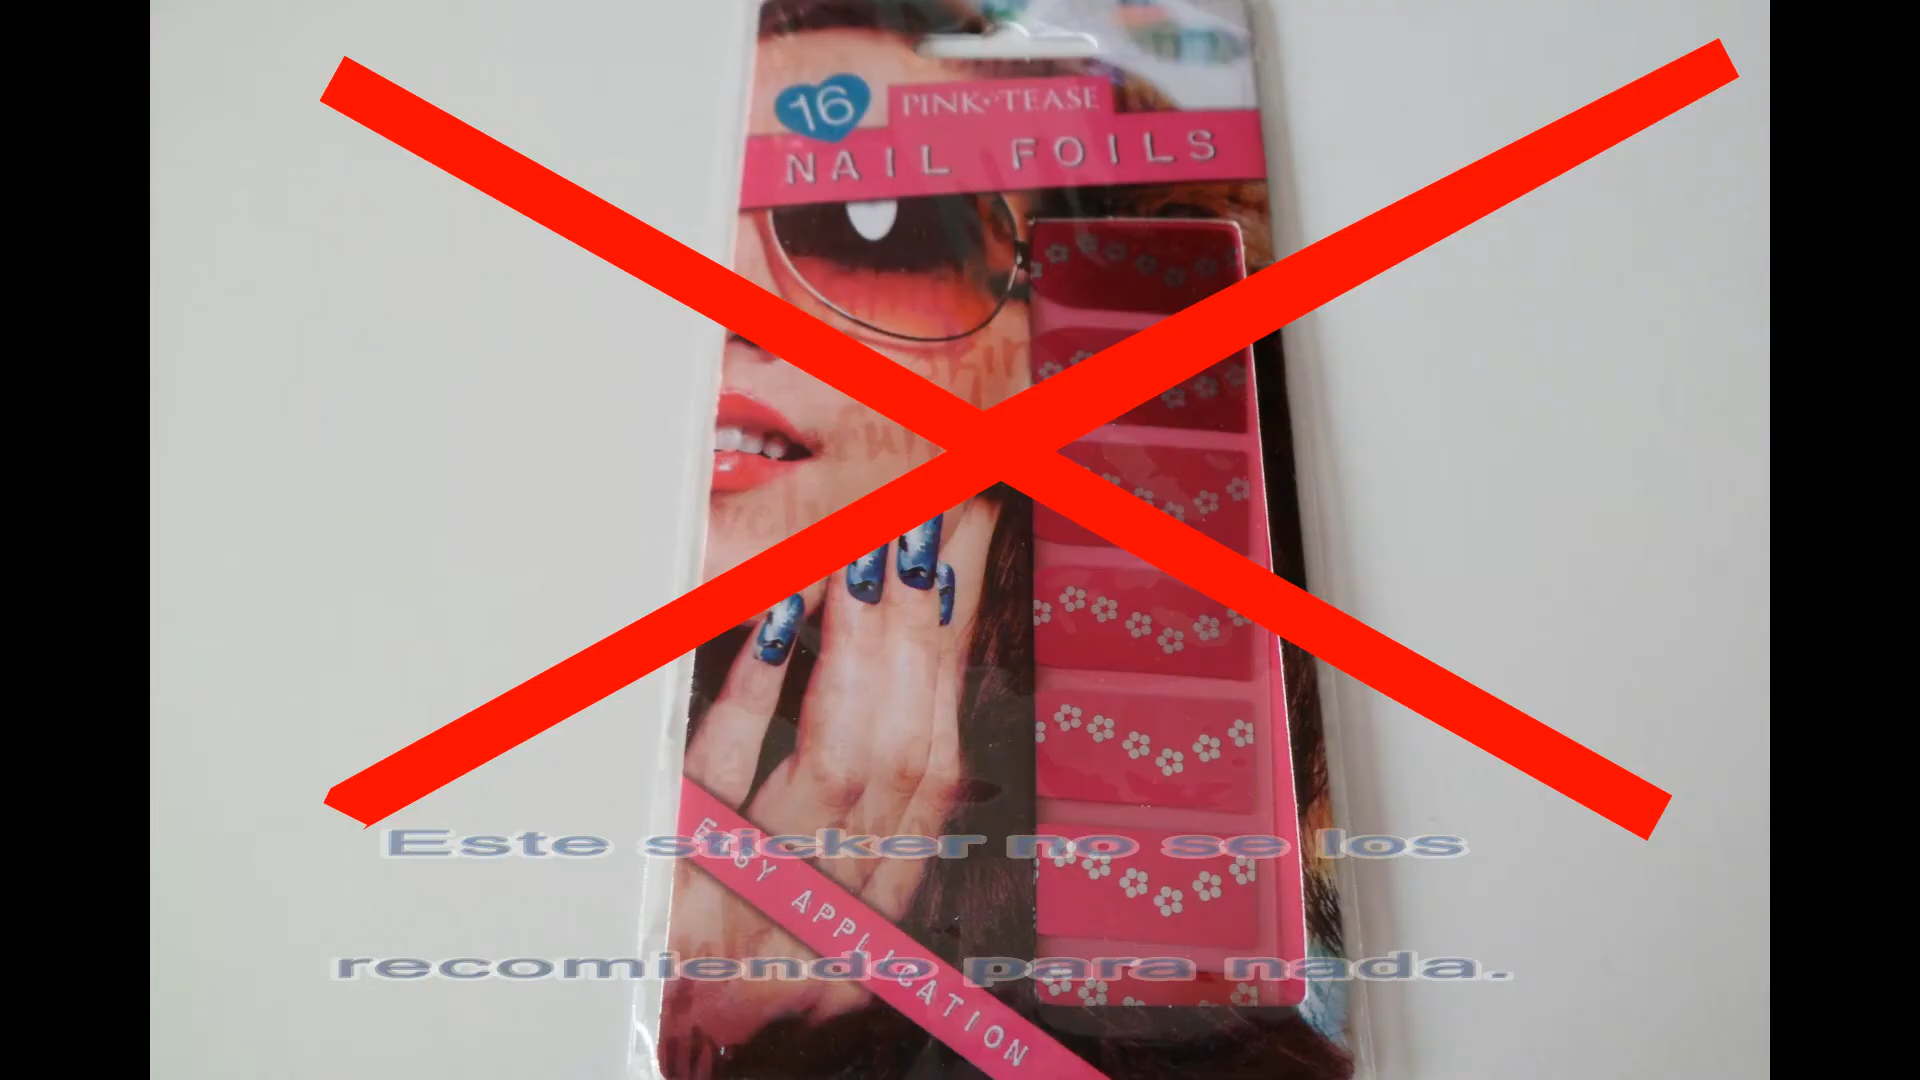 16
PINK TEASE
NAIL FOILS
EASY APPLICATION
Este sticker no se los
recomiendo para nada.